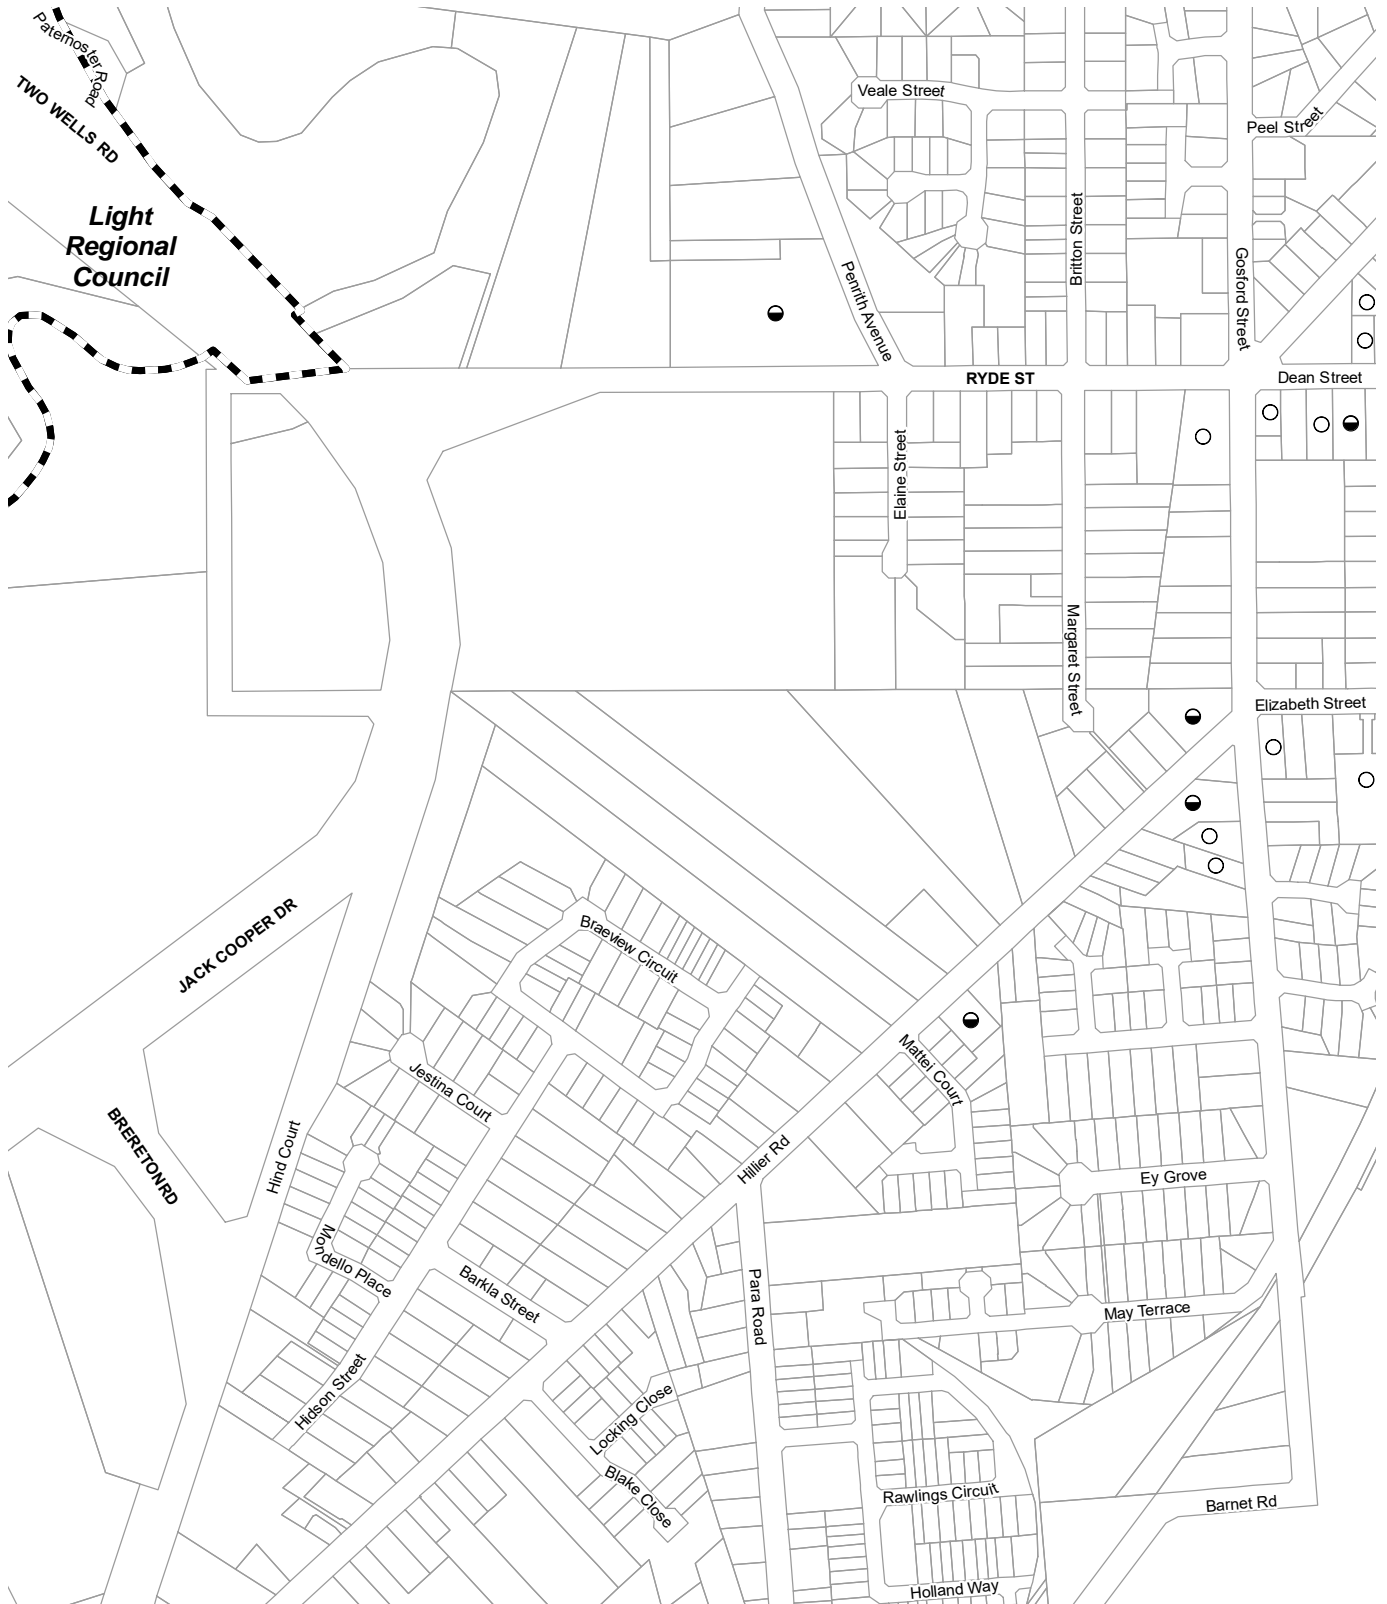 Paternoster Road
TWO WELLS RD
Light
Regional
Council
Veale Street
Peel Street
Britton Street
Gosford Street
Penrith Avenue
RYDE ST
Dean Street
Elaine Street
Margaret Street
Elizabeth Street
JACK COOPER DR
Braeview Circuit
Jestina Court
Mattei Court
BRERETON RD
Hind Court
Hillier Rd
Ey Grove
Mondello Place
Barkla Street
Para Road
May Terrace
Hidson Street
Locking Close
Blake Close
Rawlings Circuit
Barnet Rd
Holland Way